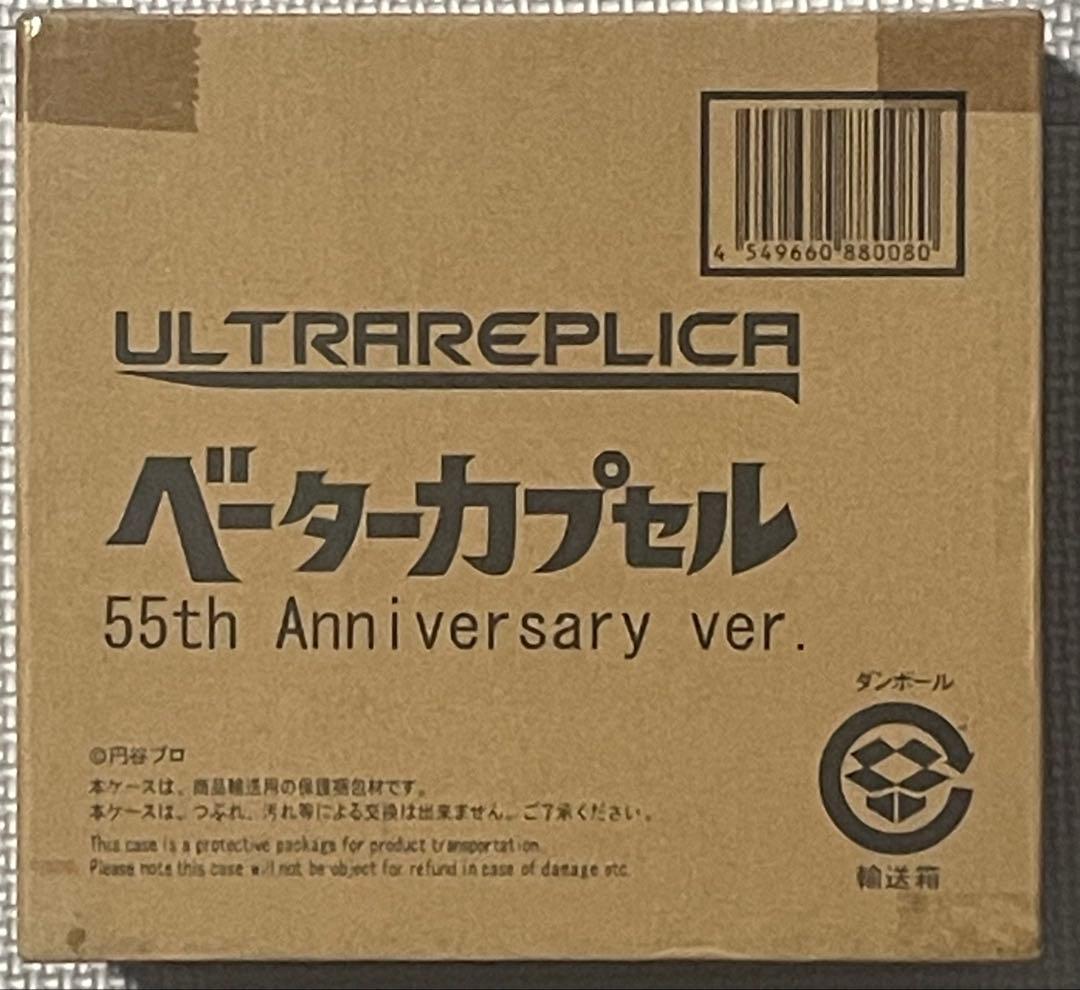 4 549660 880080
ULTRAREPLICA
ベーターカプセル
55th Anniversary ver.
ダンボール
©円谷プロ
本ケースは、商品輸送用の保護梱包材です。
本ケースは、つぶれ、汚れ等による交換は出来ません。ご了承ください。
This case is a protective package for product transportation.
Please note this case will not be object for refund in case of damage etc.
輸送箱